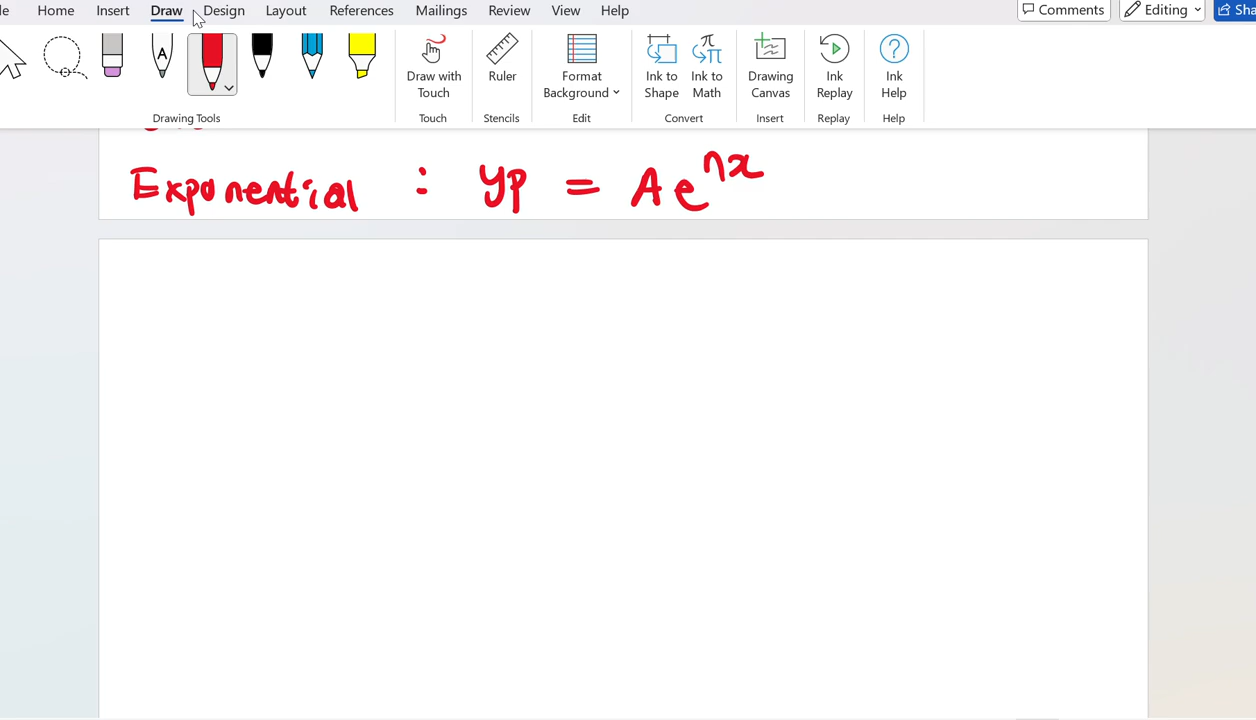 le Home Insert Draw Design Layout References Mailings Review View Help Comments Editing Sha
A
Draw with Touch Ruler Format Background Ink to Shape Ink to Math Drawing Canvas Ink Replay Ink Help
Drawing Tools Touch Stencils Edit Convert Insert Replay Help
Exponential : yp = Ae^{nx}